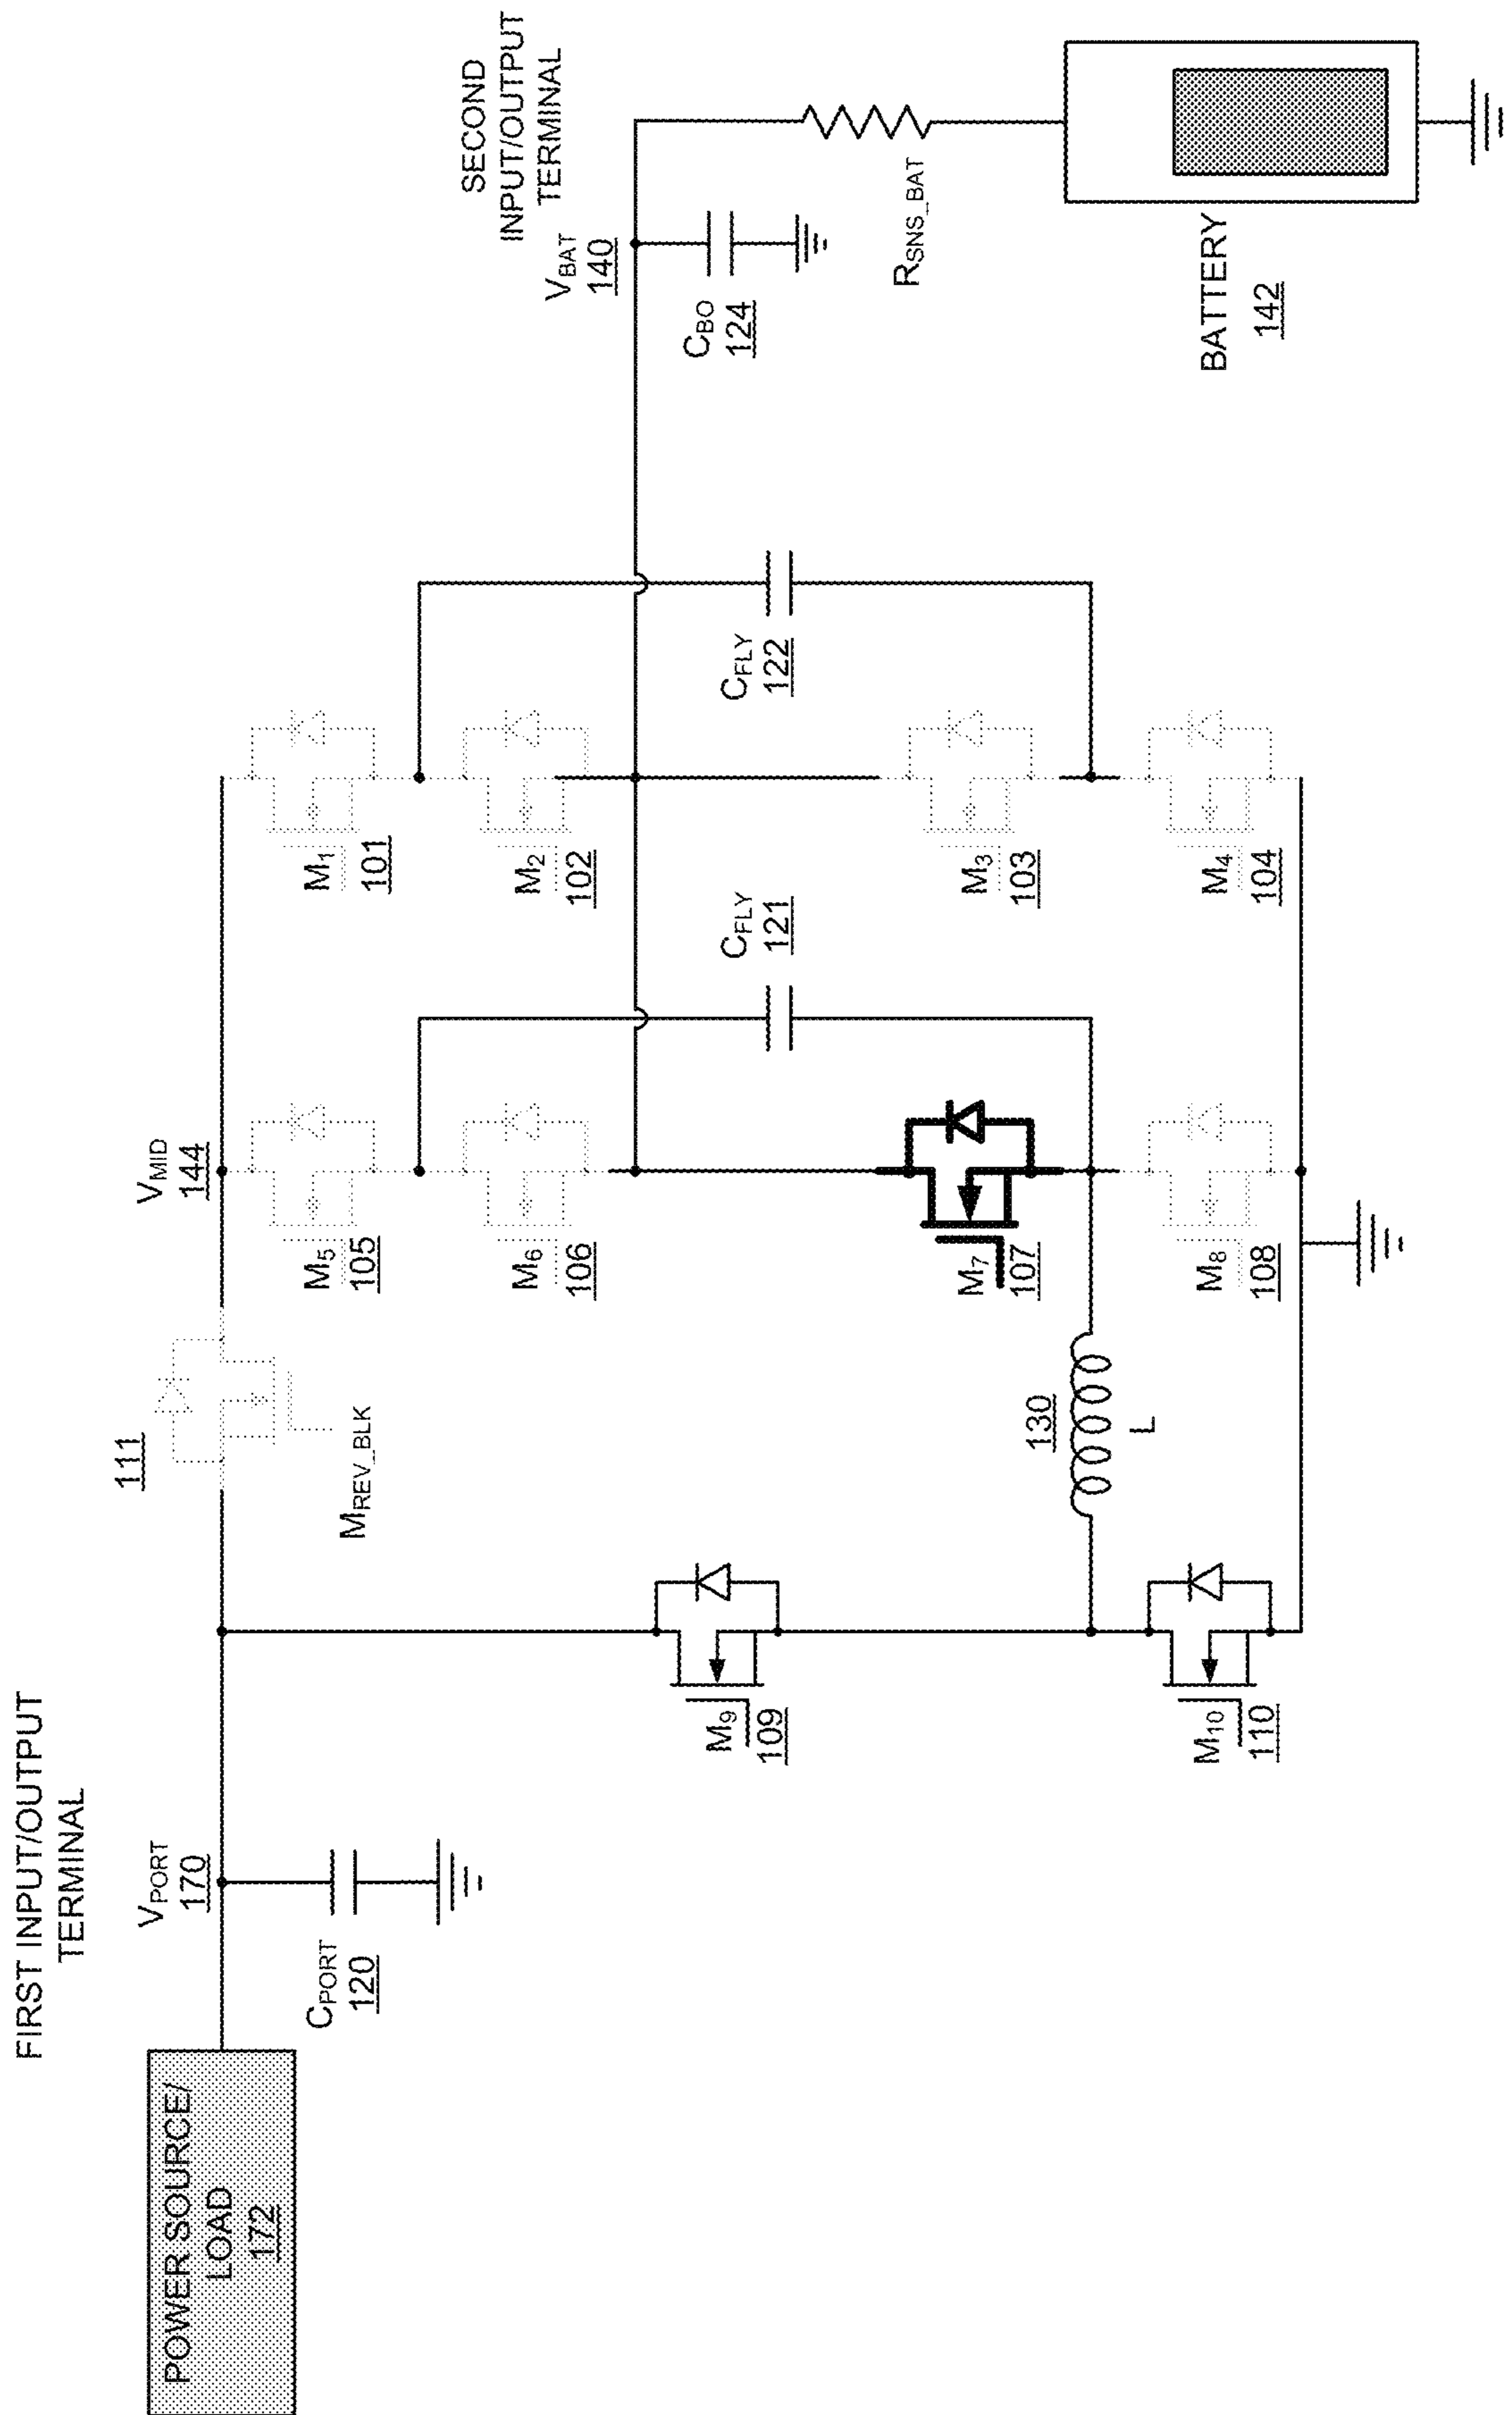 FIRST INPUT/OUTPUT
TERMINAL
POWER SOURCE/
LOAD
172
V_PORT
170
C_PORT
120
111
M_REV_BLK
V_MID
144
M_9
109
M_10
110
130
L
M_5
105
M_6
106
M_7
107
M_8
108
C_FLY
121
M_1
101
M_2
102
M_3
103
M_4
104
C_FLY
122
SECOND
INPUT/OUTPUT
TERMINAL
V_BAT
140
C_BO
124
R_SNS_BAT
BATTERY
142